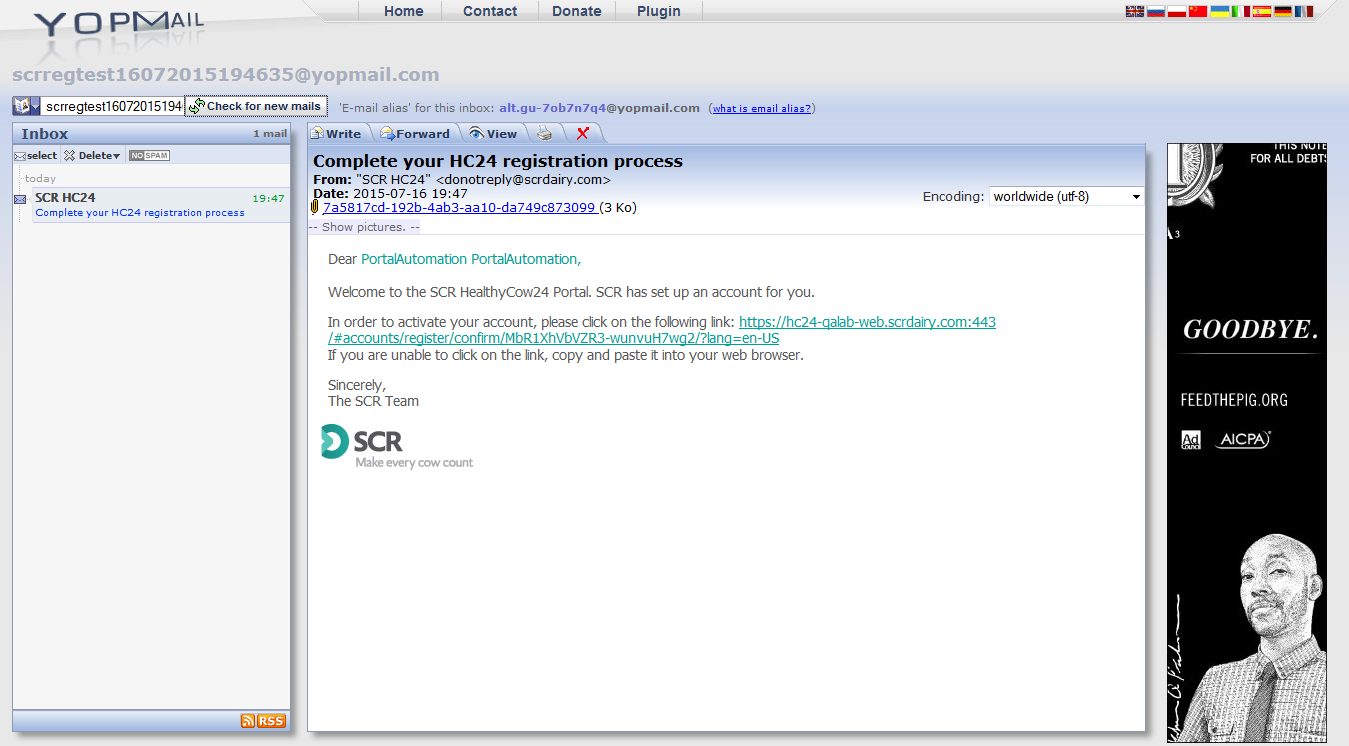 YOPMAIL
Home Contact Donate Plugin
scrregtest16072015194635@yopmail.com
scrregtest160720151946 Check for new mails 'E-mail alias' for this inbox: alt.gu-7ob7n7q4@yopmail.com (what is email alias?)
Inbox 1 mail
select Delete NO SPAM
today
SCR HC24 19:47
Complete your HC24 registration process
RSS
Write Forward View
Complete your HC24 registration process
From: "SCR HC24" <donotreply@scrdairy.com>
Date: 2015-07-16 19:47
Encoding: worldwide (utf-8)
7a5817cd-192b-4ab3-aa10-da749c873099 (3 Ko)
-- Show pictures. --
Dear PortalAutomation PortalAutomation,
Welcome to the SCR HealthyCow24 Portal. SCR has set up an account for you.
In order to activate your account, please click on the following link: https://hc24-qalab-web.scrdairy.com:443
/#accounts/register/confirm/MbR1XhVbVZR3-wunvuH7wg2/?lang=en-US
If you are unable to click on the link, copy and paste it into your web browser.
Sincerely,
The SCR Team
SCR
Make every cow count
THIS NOTE
FOR ALL DEBTS
A 3
GOODBYE.
FEEDTHEPIG.ORG
Ad Council AICPA